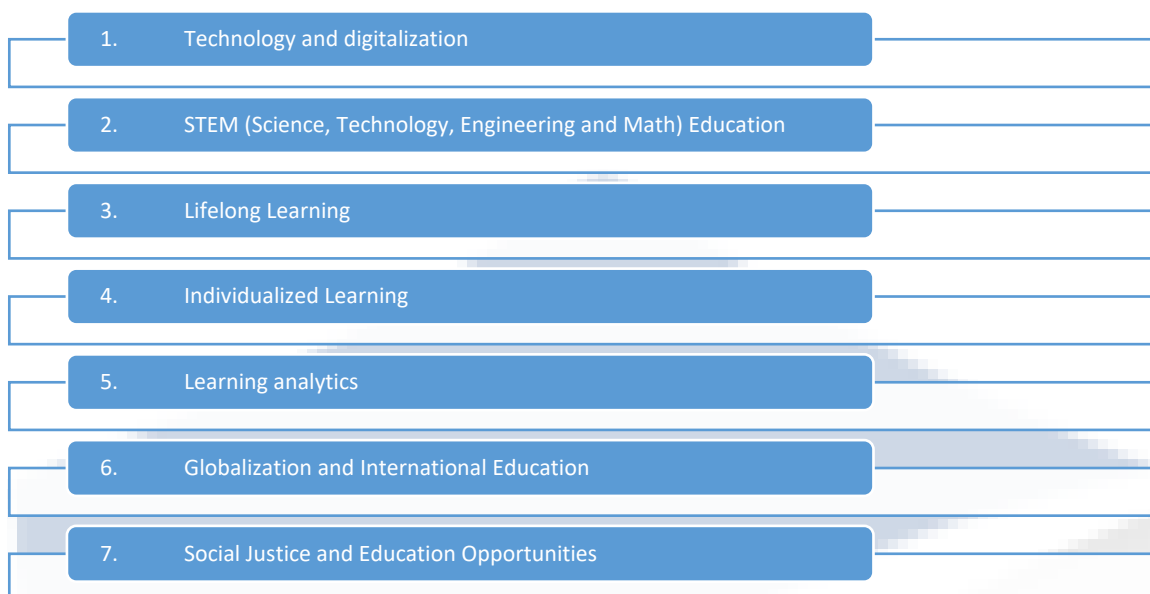 1. Technology and digitalization
2. STEM (Science, Technology, Engineering and Math) Education
3. Lifelong Learning
4. Individualized Learning
5. Learning analytics
6. Globalization and International Education
7. Social Justice and Education Opportunities